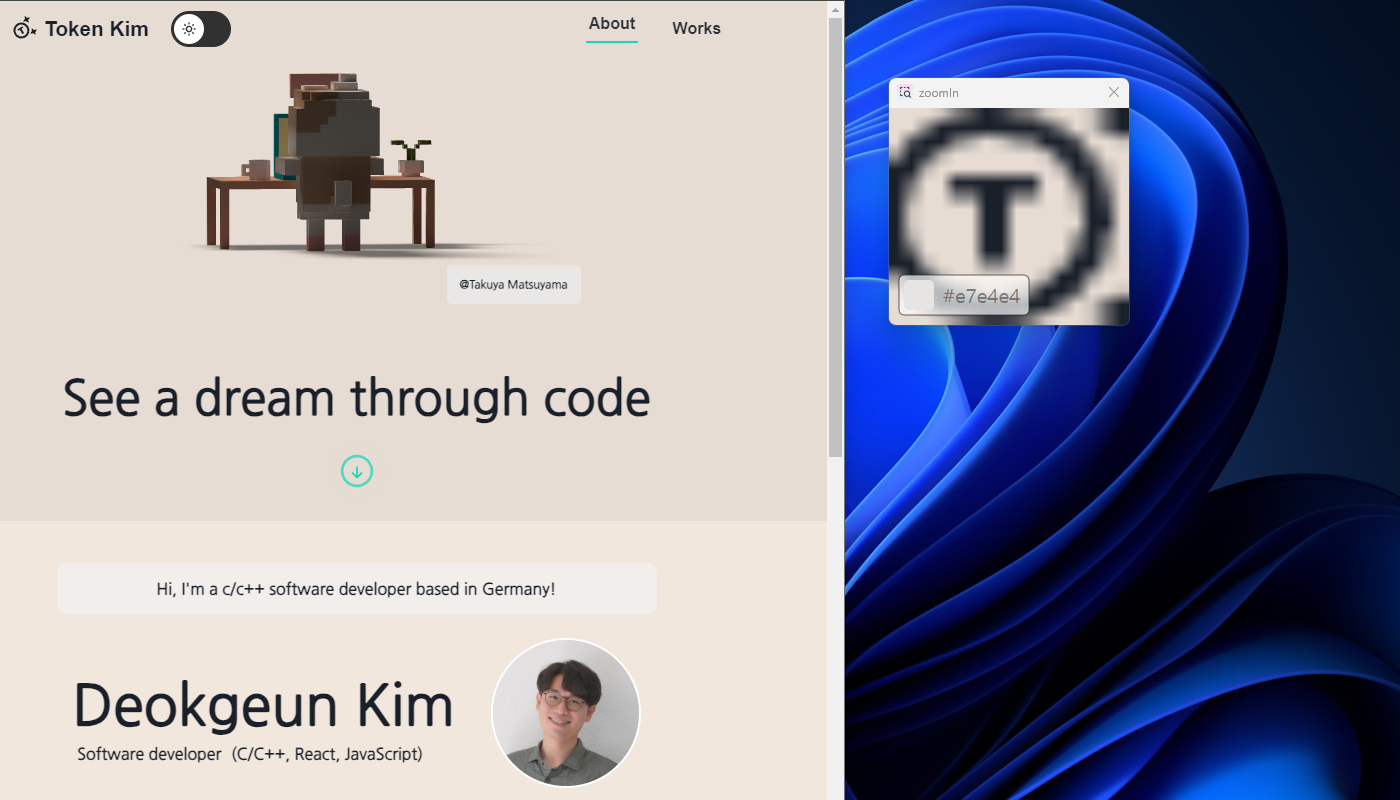 Token Kim
About
Works
zoomIn
T
#e7e4e4
@Takuya Matsuyama
See a dream through code
Hi, I'm a c/c++ software developer based in Germany!
Deokgeun Kim
Software developer (C/C++, React, JavaScript)